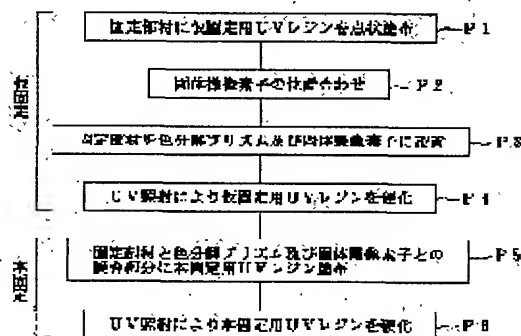 固定部材に仮固定用UVレジンを点状塗布
P1
固体撮像素子の位置合わせ
P2
固定部材を色分解プリズム及び固体撮像素子に配置
P3
UV照射により仮固定用UVレジンを硬化
P4
仮固定
固定部材と色分解プリズム及び固体撮像素子との
接合部分に本固定用UVレジン塗布
P5
UV照射により本固定用UVレジンを硬化
P6
本固定